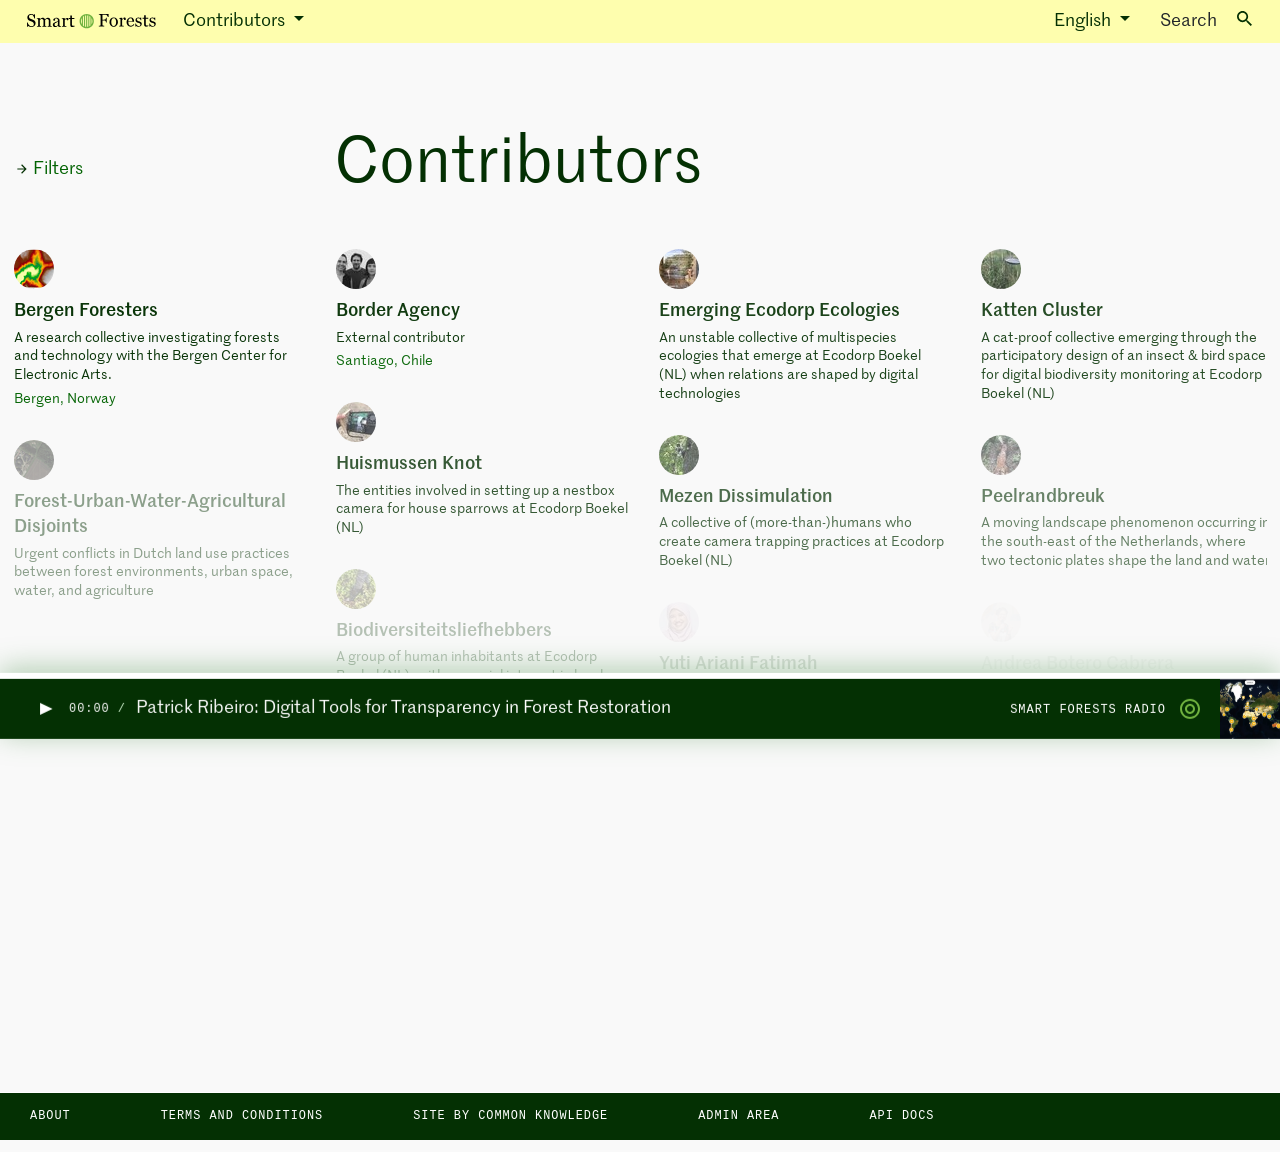 Smart Forests
Contributors
English
Search
Filters
Contributors
Bergen Foresters
A research collective investigating forests
and technology with the Bergen Center for
Electronic Arts.
Bergen, Norway
Forest-Urban-Water-Agricultural
Disjoints
Urgent conflicts in Dutch land use practices
between forest environments, urban space,
water, and agriculture
Border Agency
External contributor
Santiago, Chile
Huismussen Knot
The entities involved in setting up a nestbox
camera for house sparrows at Ecodorp Boekel
(NL)
Biodiversiteitsliefhebbers
A group of human inhabitants at Ecodorp
Emerging Ecodorp Ecologies
An unstable collective of multispecies
ecologies that emerge at Ecodorp Boekel
(NL) when relations are shaped by digital
technologies
Mezen Dissimulation
A collective of (more-than-)humans who
create camera trapping practices at Ecodorp
Boekel (NL)
Yuti Ariani Fatimah
Katten Cluster
A cat-proof collective emerging through the
participatory design of an insect & bird space
for digital biodiversity monitoring at Ecodorp
Boekel (NL)
Peelrandbreuk
A moving landscape phenomenon occurring in
the south-east of the Netherlands, where
two tectonic plates shape the land and water
Andrea Botero Cabrera
00:00 /
Patrick Ribeiro: Digital Tools for Transparency in Forest Restoration
SMART FORESTS RADIO
ABOUT
TERMS AND CONDITIONS
SITE BY COMMON KNOWLEDGE
ADMIN AREA
API DOCS